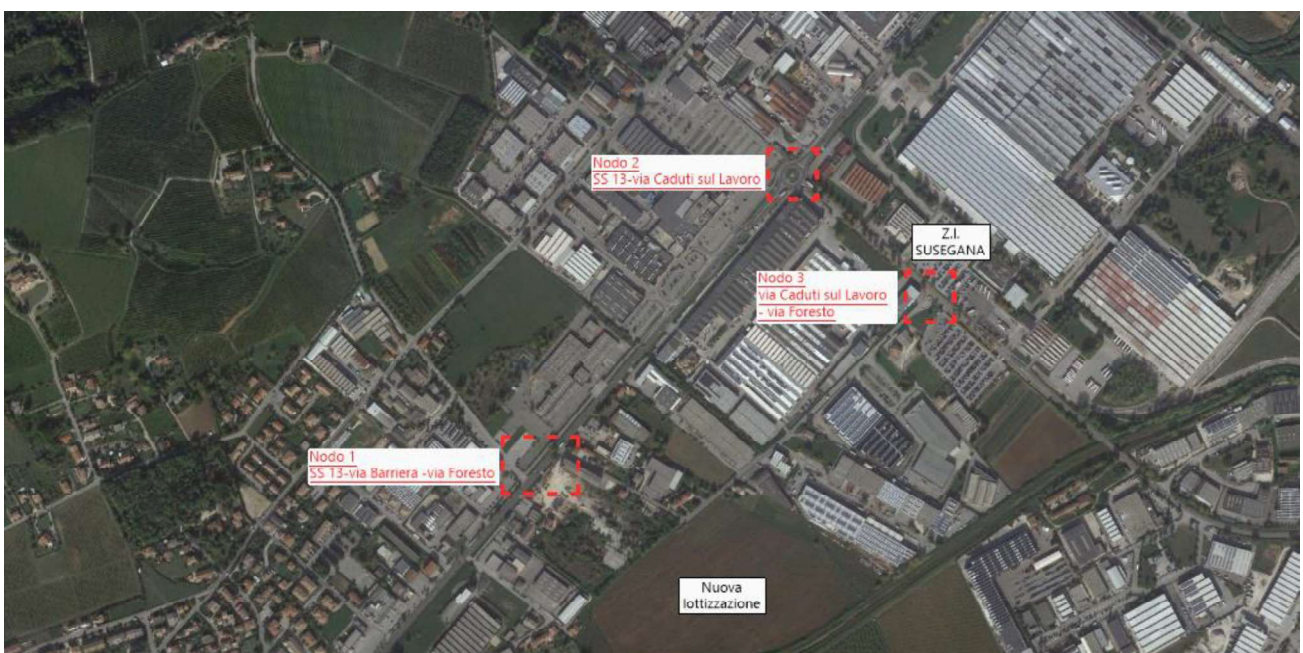 Nodo 2
SS 13-via Caduti sul Lavoro
Z.I.
SUSEGANA
Nodo 3
via Caduti sul Lavoro
- via Foresto
Nodo 1
SS 13-via Barriera -via Foresto
Nuova
lottizzazione